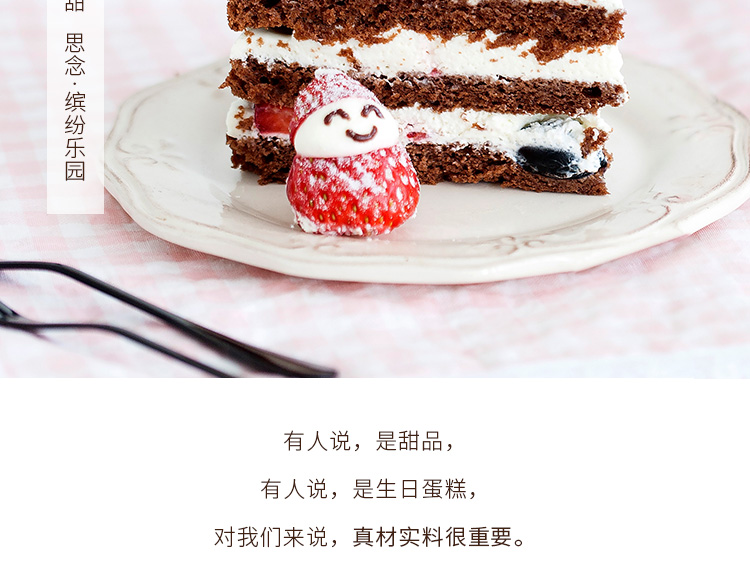 甜 思念·缤纷乐园
有人说，是甜品，
有人说，是生日蛋糕，
对我们来说，真材实料很重要。